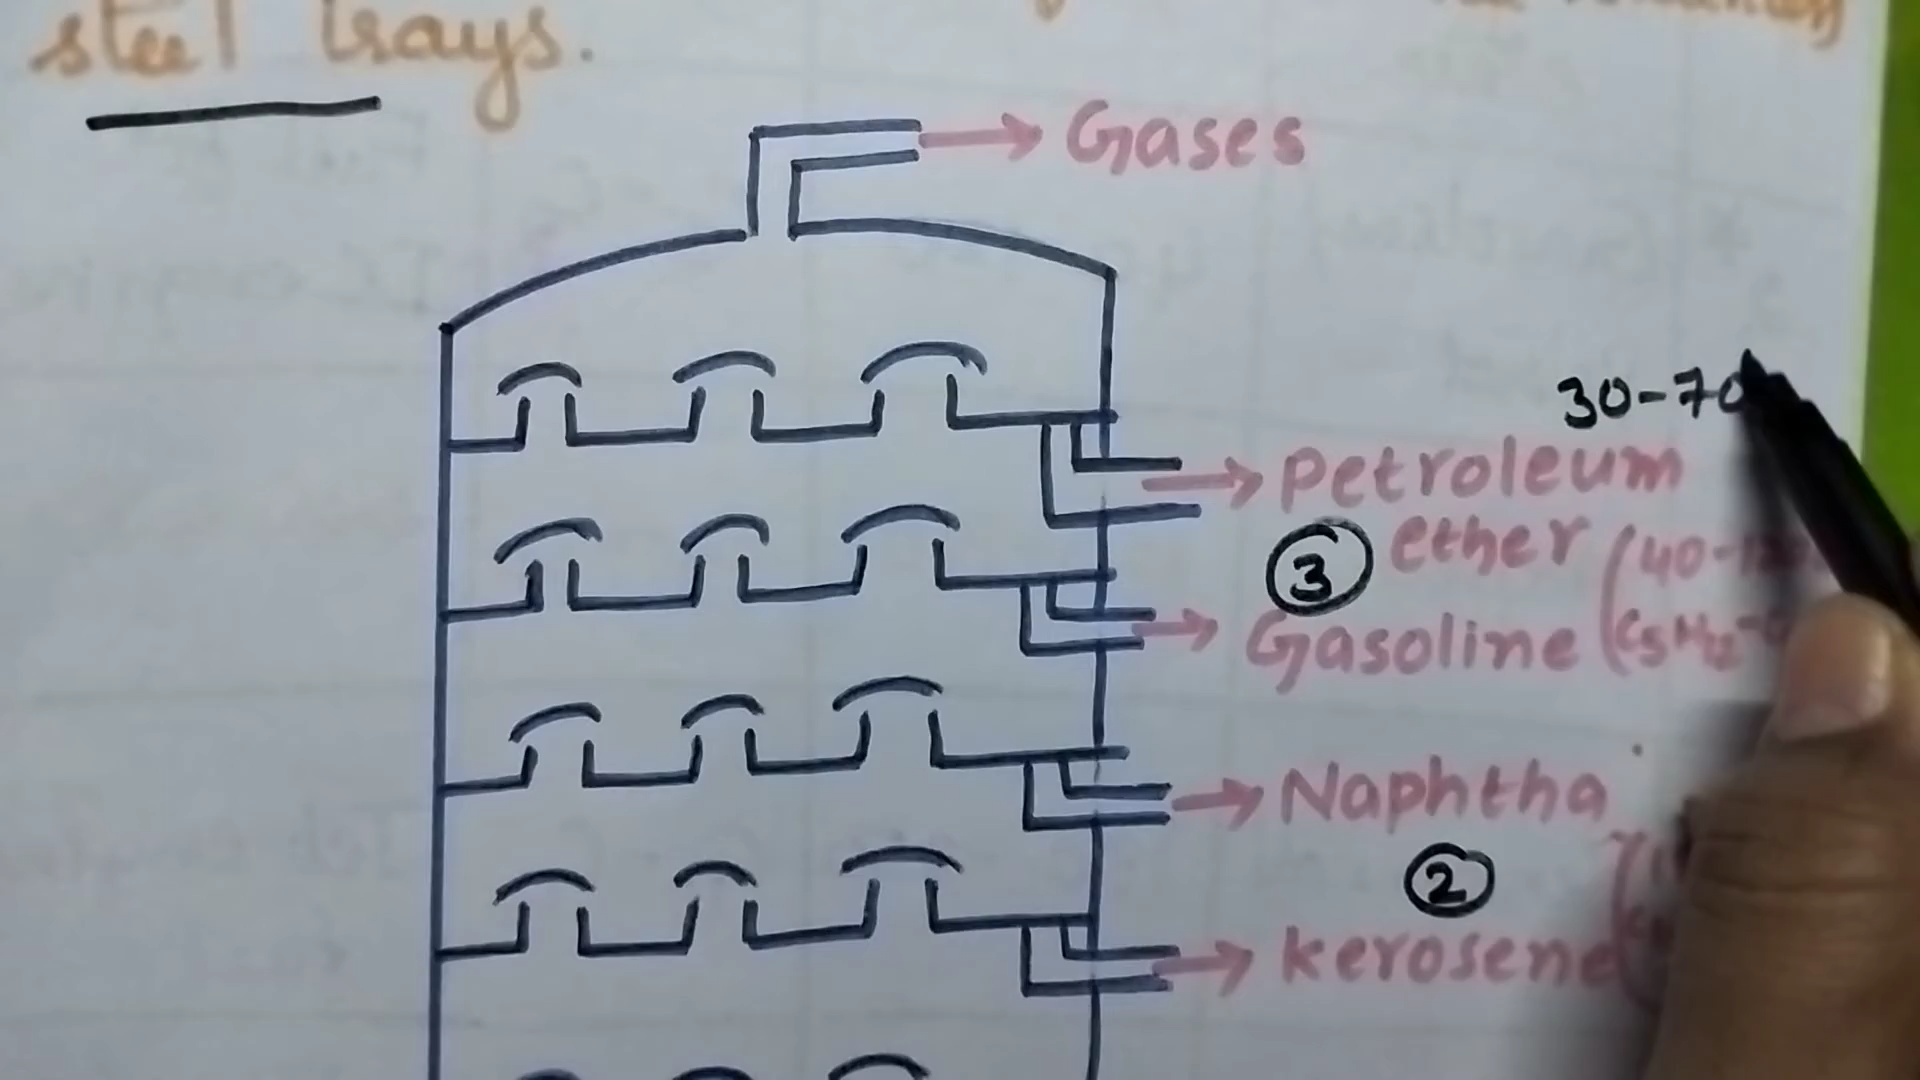 steel trays.
Gases
30-70
Petroleum
ether
(40-
③
Gasoline
(C5H12-
Naphtha
②
kerosene